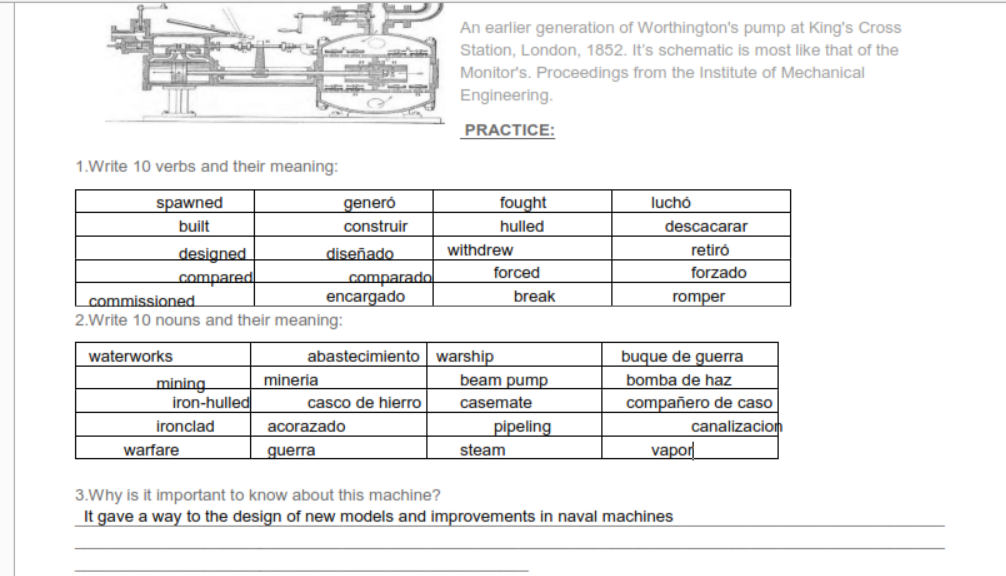 An earlier generation of Worthington's pump at King's Cross
Station, London, 1852. It's schematic is most like that of the
Monitor's. Proceedings from the Institute of Mechanical
Engineering.
PRACTICE:
1.Write 10 verbs and their meaning:
spawned generó fought luchó
built construir hulled descacarar
designed diseñado withdrew retiró
compared comparado forced forzado
commissioned encargado break romper
2.Write 10 nouns and their meaning:
waterworks abastecimiento warship buque de guerra
mining mineria beam pump bomba de haz
iron-hulled casco de hierro casemate compañero de caso
ironclad acorazado pipeling canalizacion
warfare guerra steam vapor
3.Why is it important to know about this machine?
It gave a way to the design of new models and improvements in naval machines